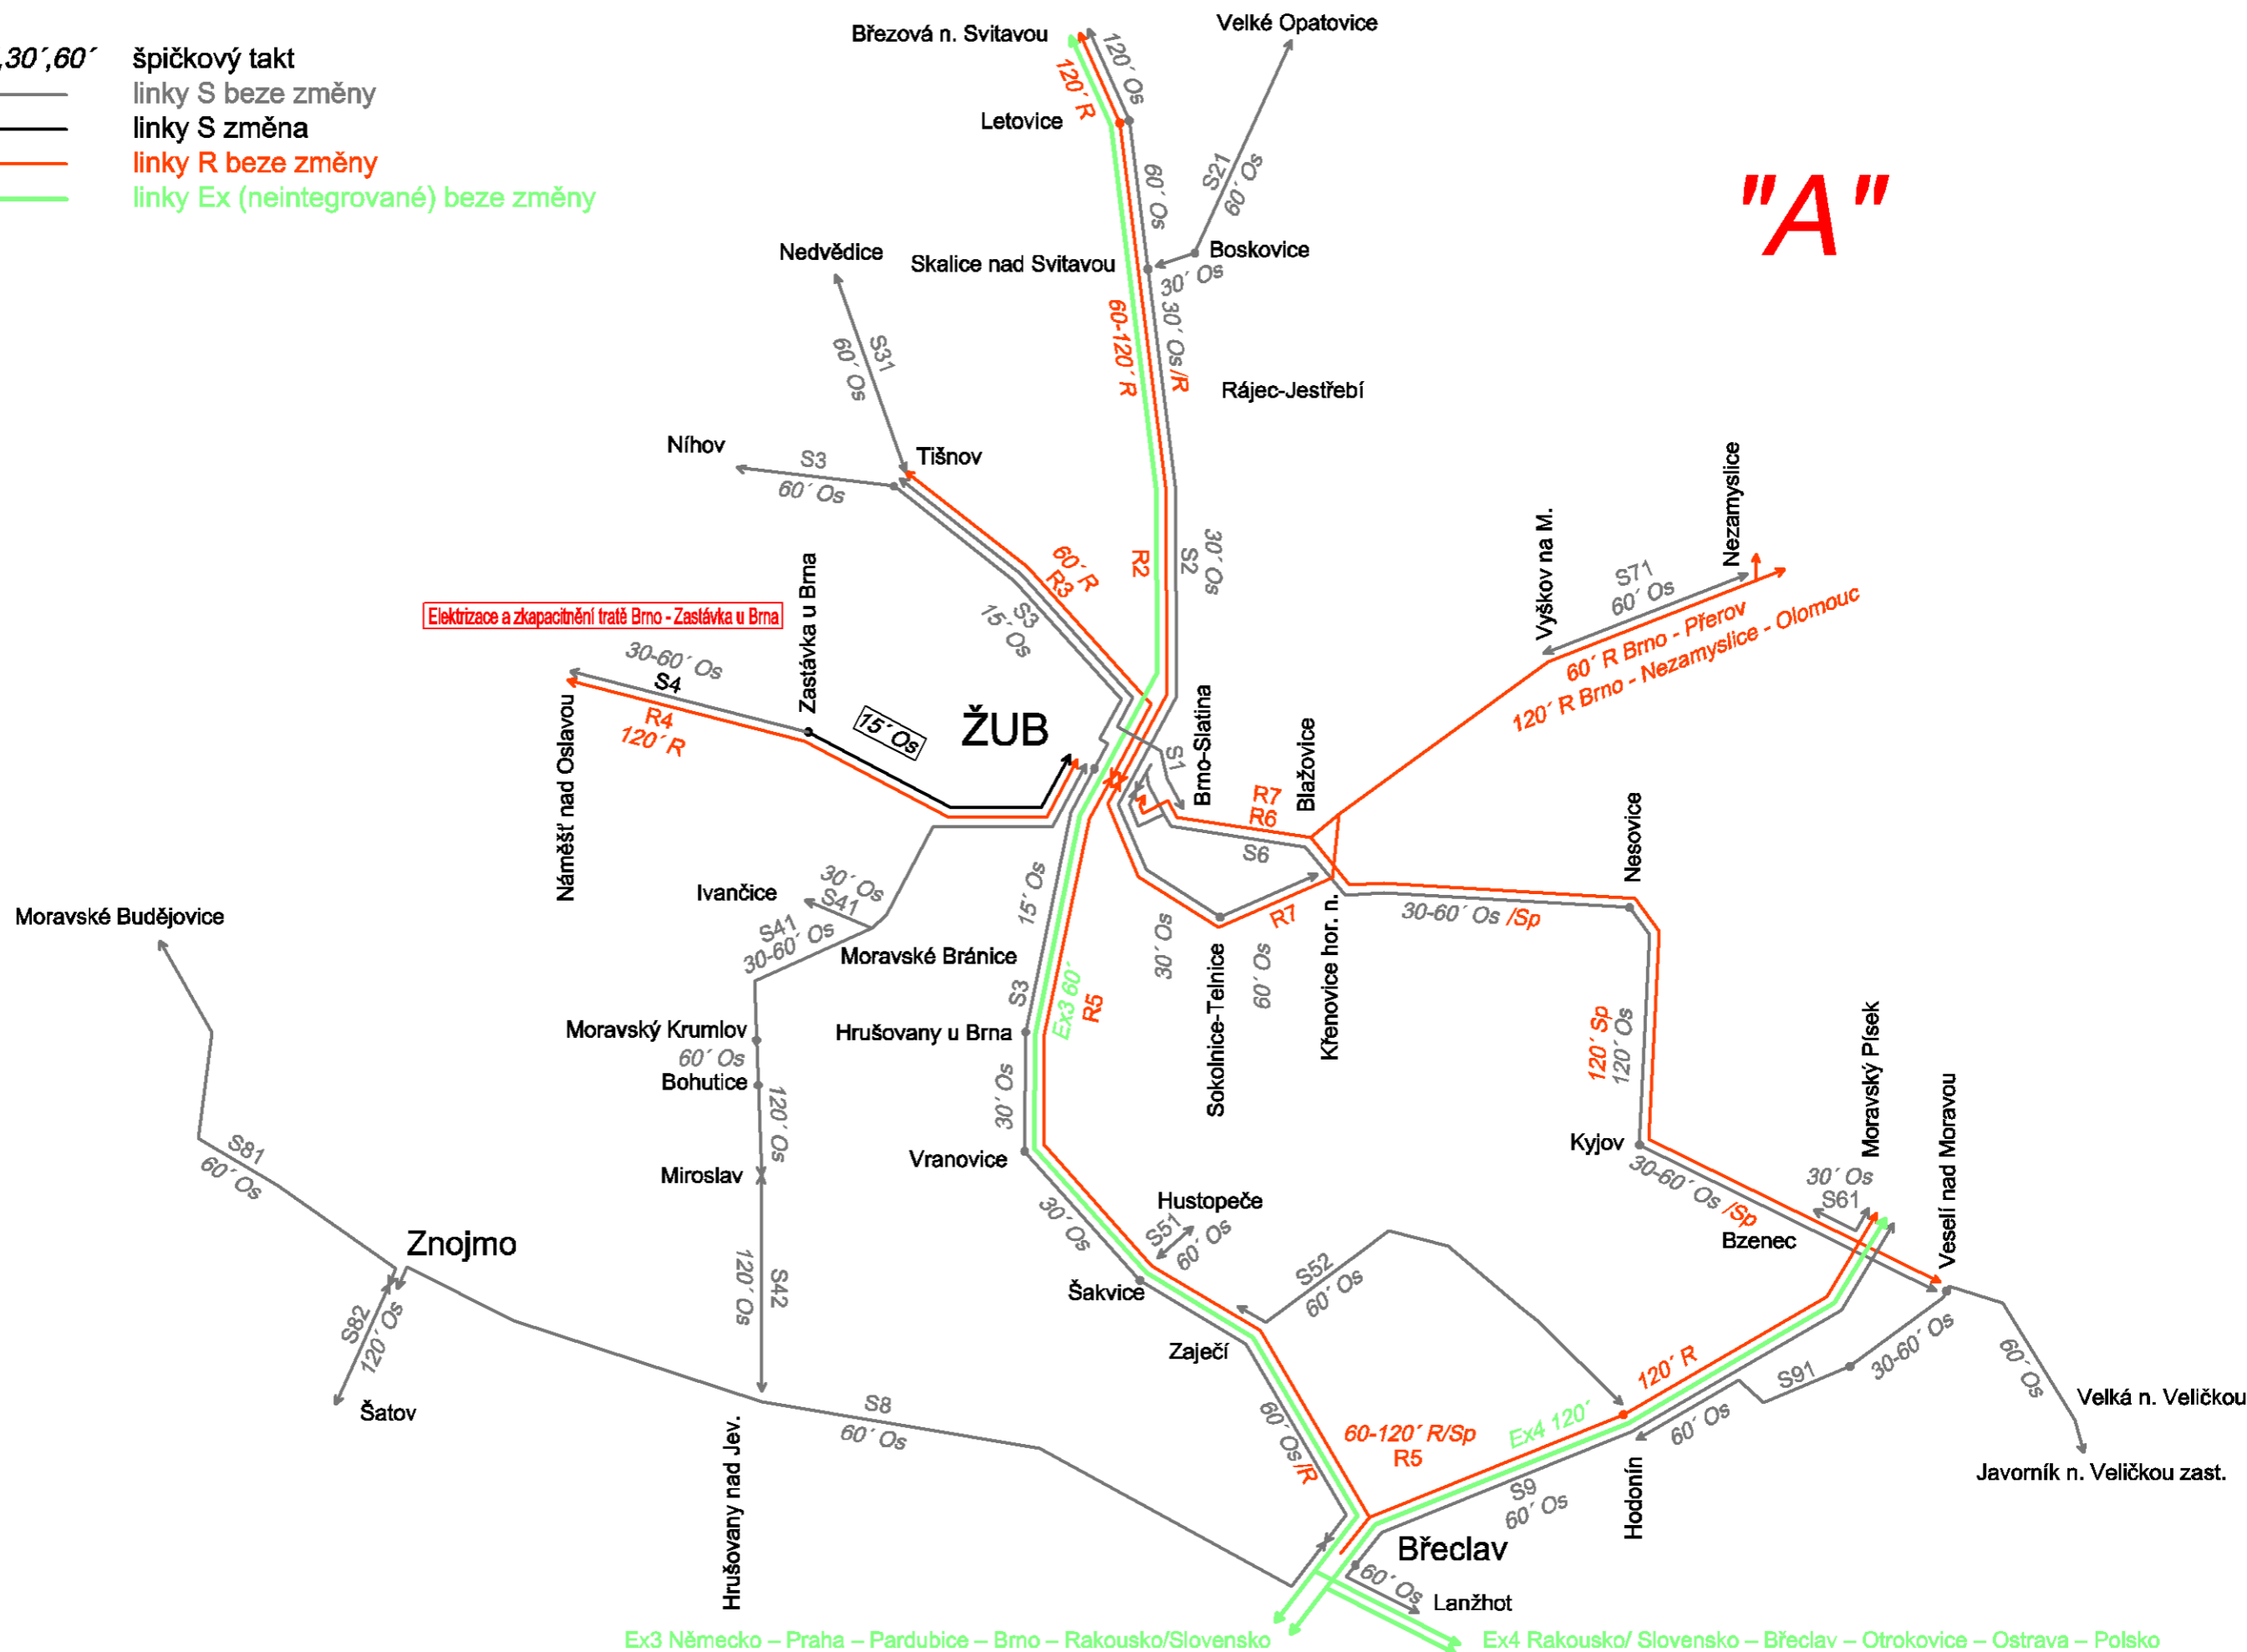 ,30´,60´ špičkový takt
linky S beze změny
linky S změna
linky R beze změny
linky Ex (neintegrované) beze změny
"A"
Březová n. Svitavou
Velké Opatovice
120´ Os
120´ R
Letovice
S21
60´ Os
60´ Os
Nedvědice
Skalice nad Svitavou
Boskovice
30´ Os
60-120´ R
30´ Os /R
S31
60´ Os
Rájec-Jestřebí
Níhov
S3
60´ Os
Tišnov
Nezamyslice
Vyškov na M.
S71
60´ Os
60´ R
R3
S3
15´ Os
R2
S2
30´ Os
60´ R Brno - Přerov
120´ R Brno - Nezamyslice - Olomouc
Elektrizace a zkapacitnění tratě Brno - Zastávka u Brna
Zastávka u Brna
30-60´ Os
S4
R4
120´ R
15´ Os
ŽUB
Náměšť nad Oslavou
S1
Brno-Slatina
Blažovice
R7
R6
S6
Nesovice
30-60´ Os /Sp
Ivančice
30´ Os
S41
S41
30-60´ Os
Moravské Bránice
15´ Os
S3
Ex3 60´
R5
30´ Os
R7
60´ Os
Sokolnice-Telnice
Křenovice hor. n.
Moravské Budějovice
Moravský Krumlov
60´ Os
Bohutice
120´ Os
Miroslav
Hrušovany u Brna
30´ Os
Vranovice
30´ Os
120´ Sp
120´ Os
Kyjov
30-60´ Os /Sp
Moravský Písek
30´ Os
S61
Bzenec
Veselí nad Moravou
S81
60´ Os
Znojmo
S82
120´ Os
Šatov
120´ Os
S42
Hustopeče
S51
60´ Os
Šakvice
Zaječí
S52
60´ Os
60´ Os/R
60-120´ R/Sp
R5
Ex4 120´
120´ R
S9
60´ Os
Hodonín
60´ Os
S91
30-60´ Os
60´ Os
Velká n. Veličkou
Javorník n. Veličkou zast.
S8
60´ Os
Hrušovany nad Jev.
Břeclav
60´ Os
Lanžhot
Ex3 Německo – Praha – Pardubice – Brno – Rakousko/Slovensko
Ex4 Rakousko/ Slovensko – Břeclav – Otrokovice – Ostrava – Polsko